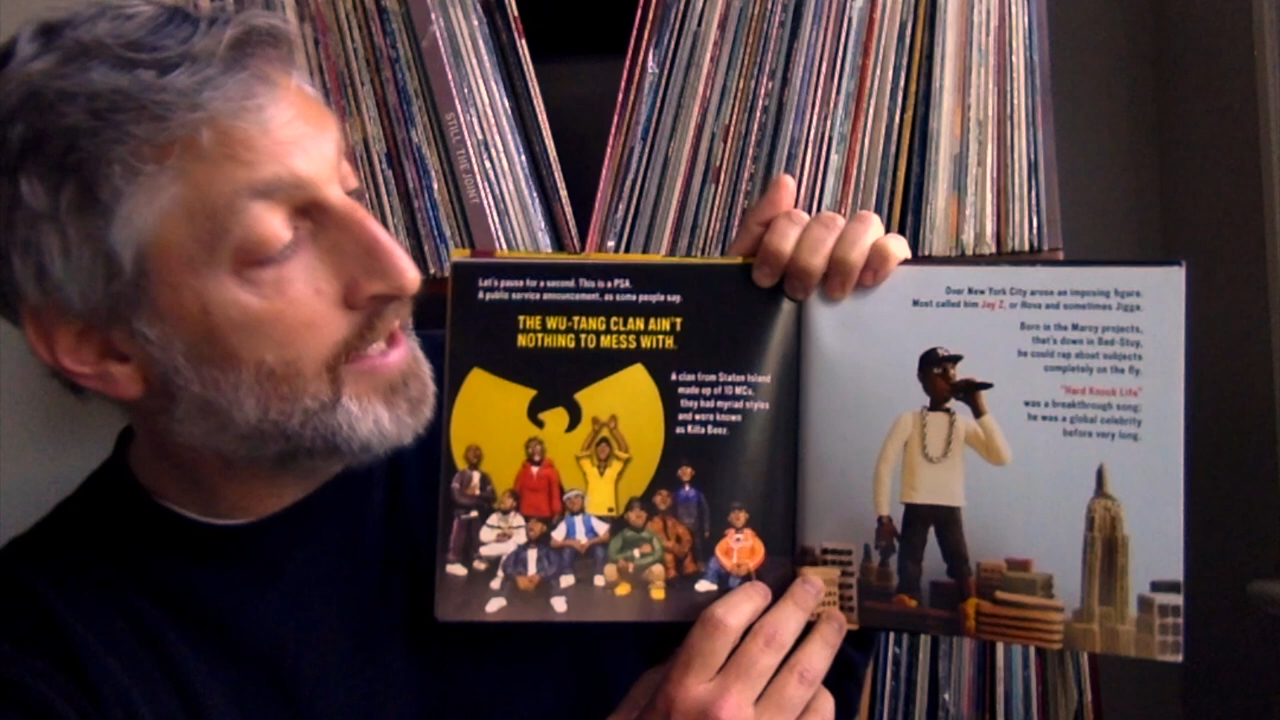 STILL THE JOINT
Let's pause for a second. This is a PSA.
A public service announcement, as some people say.
THE WU-TANG CLAN AIN'T
NOTHING TO MESS WITH.
A clan from Staten Island
made up of 10 MCs,
they had myriad styles
and were known
as Killa Beez.
Over New York City arose an imposing figure.
Most called him Jay Z, or Hova and sometimes Jigga.
Born in the Marcy projects,
that's down in Bed-Stuy,
he could rap about subjects
completely on the fly.
"Hard Knock Life"
was a breakthrough song;
he was a global celebrity
before very long.